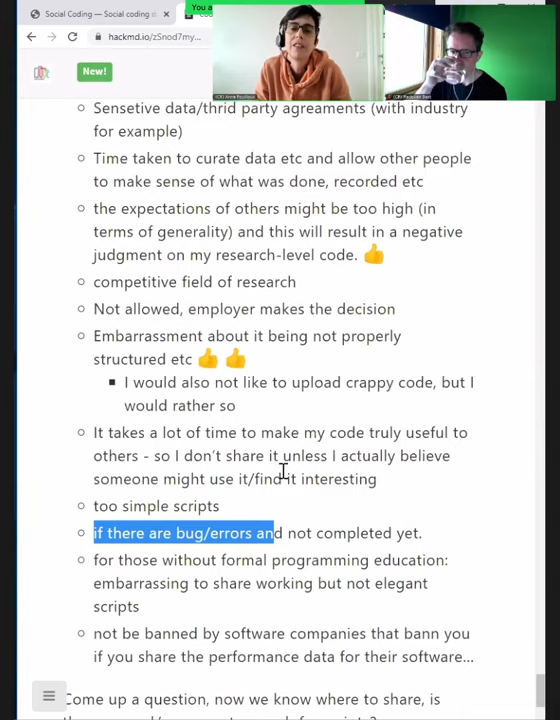 You a
Social Coding — Social coding
co
hackmd.io/zSnod7my...
New!
Sensetive data/thrid party agreaments (with industry
for example)
Time taken to curate data etc and allow other people
to make sense of what was done, recorded etc
the expectations of others might be too high (in
terms of generality) and this will result in a negative
judgment on my research-level code. 👍
competitive field of research
Not allowed, employer makes the decision
Embarrassment about it being not properly
structured etc 👍 👍
I would also not like to upload crappy code, but I
would rather so
It takes a lot of time to make my code truly useful to
others - so I don't share it unless I actually believe
someone might use it/find it interesting
too simple scripts
if there are bug/errors and not completed yet.
for those without formal programming education:
embarrassing to share working but not elegant
scripts
not be banned by software companies that bann you
if you share the performance data for their software...
Come up a question, now we know where to share, is